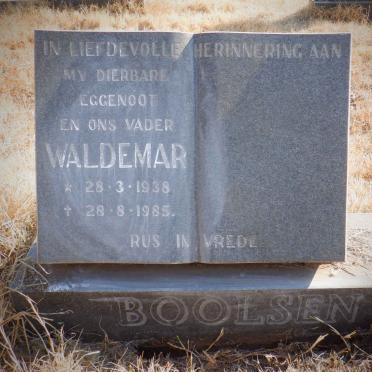 IN LIEFDEVOLLE HERINNERING AAN
MY DIERBARE
EGGENOOT
EN ONS VADER
WALDEMAR
* 28·3·1938
✝ 28·8·1985.
RUS IN VREDE
BOOLSEN